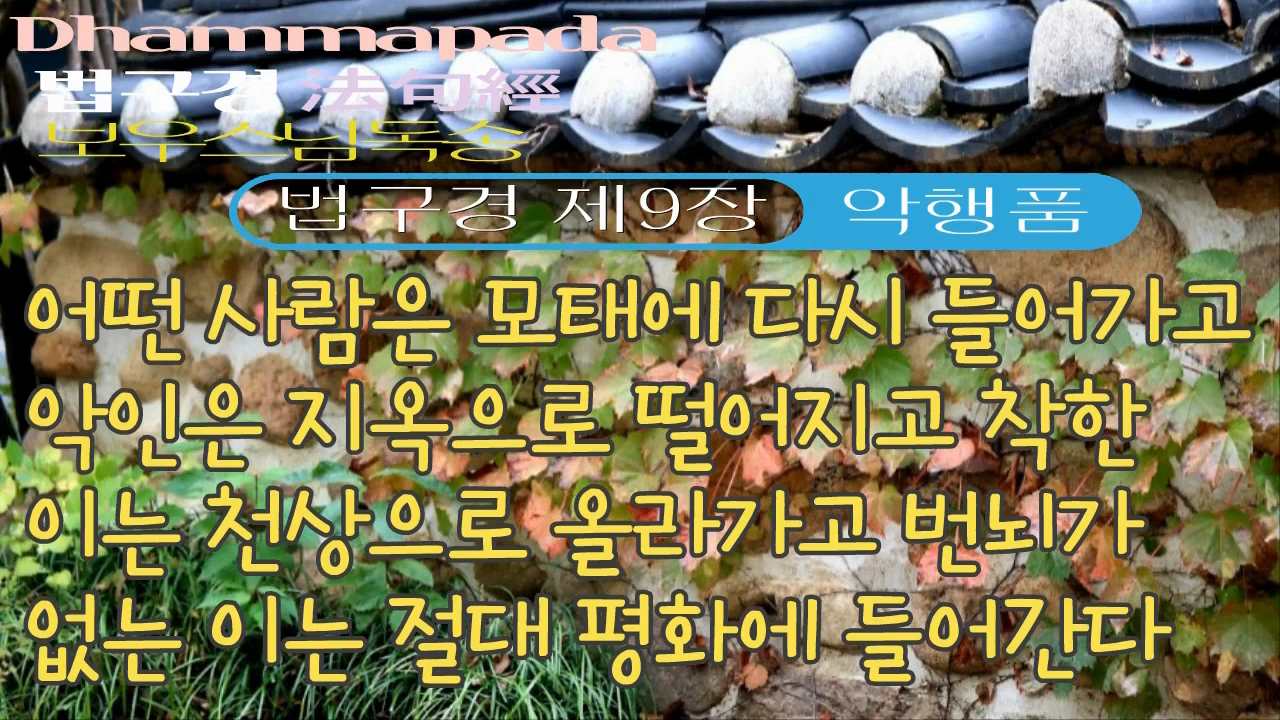 Dhammapada
법구경 法句經
보우스님독송
법구경 제9장 악행품
어떤 사람은 모태에 다시 들어가고
악인은 지옥으로 떨어지고 착한
이는 천상으로 올라가고 번뇌가
없는 이는 절대 평화에 들어간다